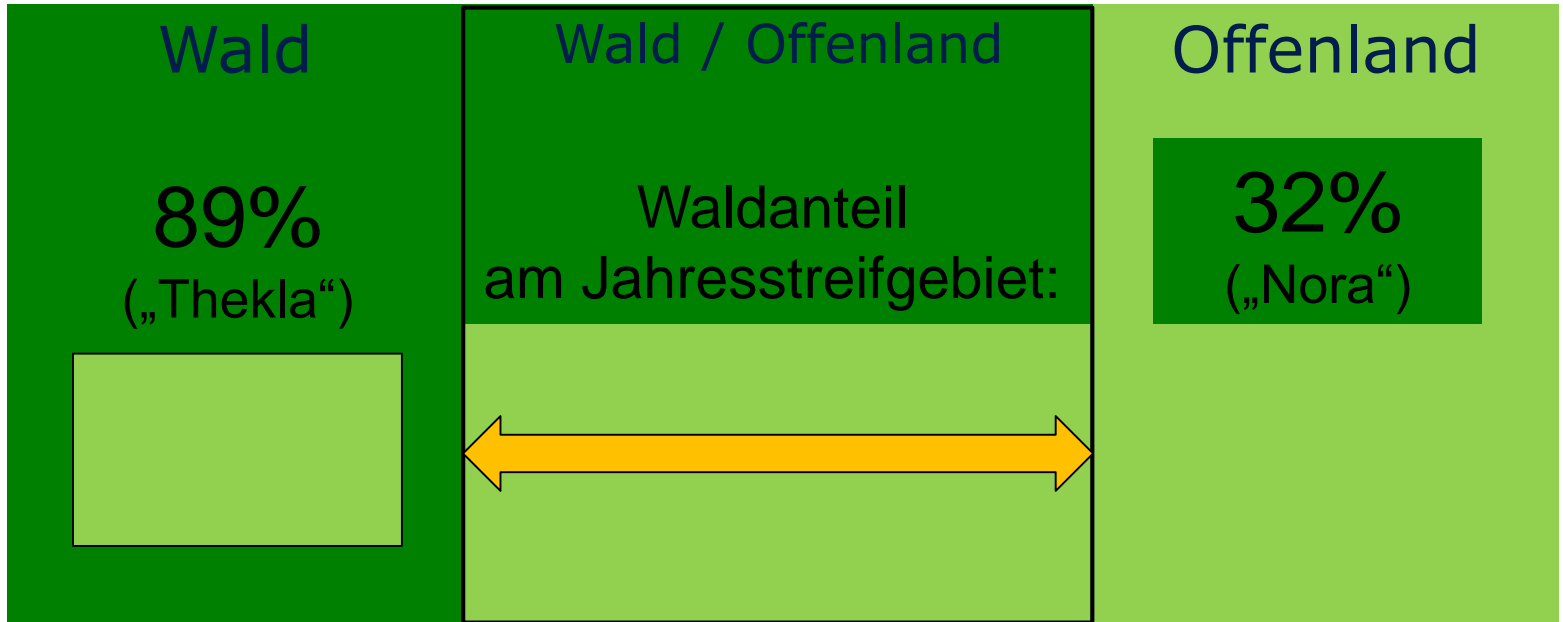 Wald
89%
(„Thekla“)
Wald / Offenland
Waldanteil
am Jahresstreifgebiet:
Offenland
32%
(„Nora“)